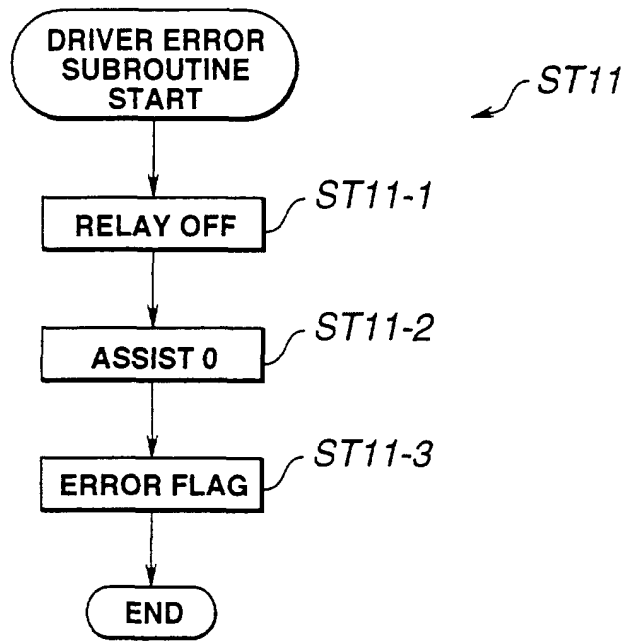 DRIVER ERROR
SUBROUTINE
START
ST11
RELAY OFF
ST11-1
ASSIST 0
ST11-2
ERROR FLAG
ST11-3
END